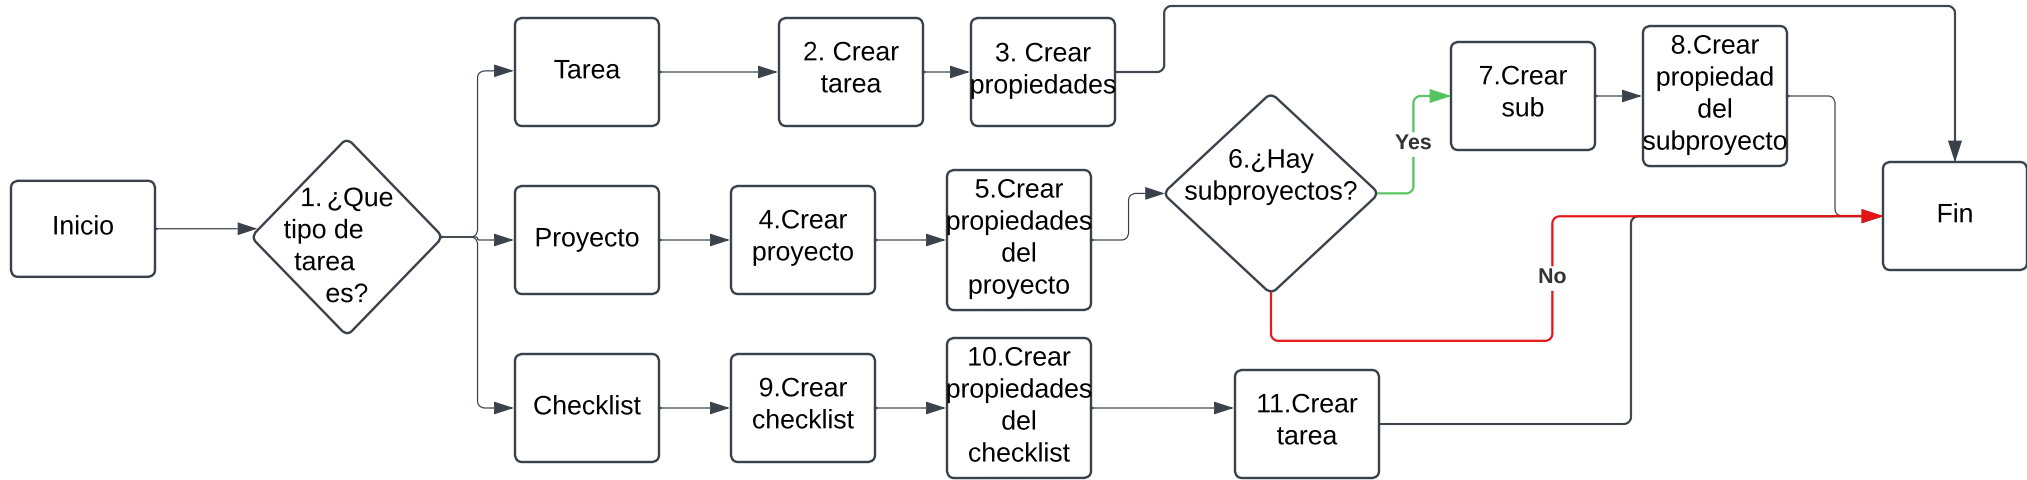 Inicio
1. ¿Que
tipo de
tarea
es?
Tarea
2. Crear
tarea
3. Crear
propiedades
Proyecto
4.Crear
proyecto
5.Crear
propiedades
del
proyecto
6.¿Hay
subproyectos?
Yes
7.Crear
sub
8.Crear
propiedad
del
subproyecto
No
Checklist
9.Crear
checklist
10.Crear
propiedades
del
checklist
11.Crear
tarea
Fin